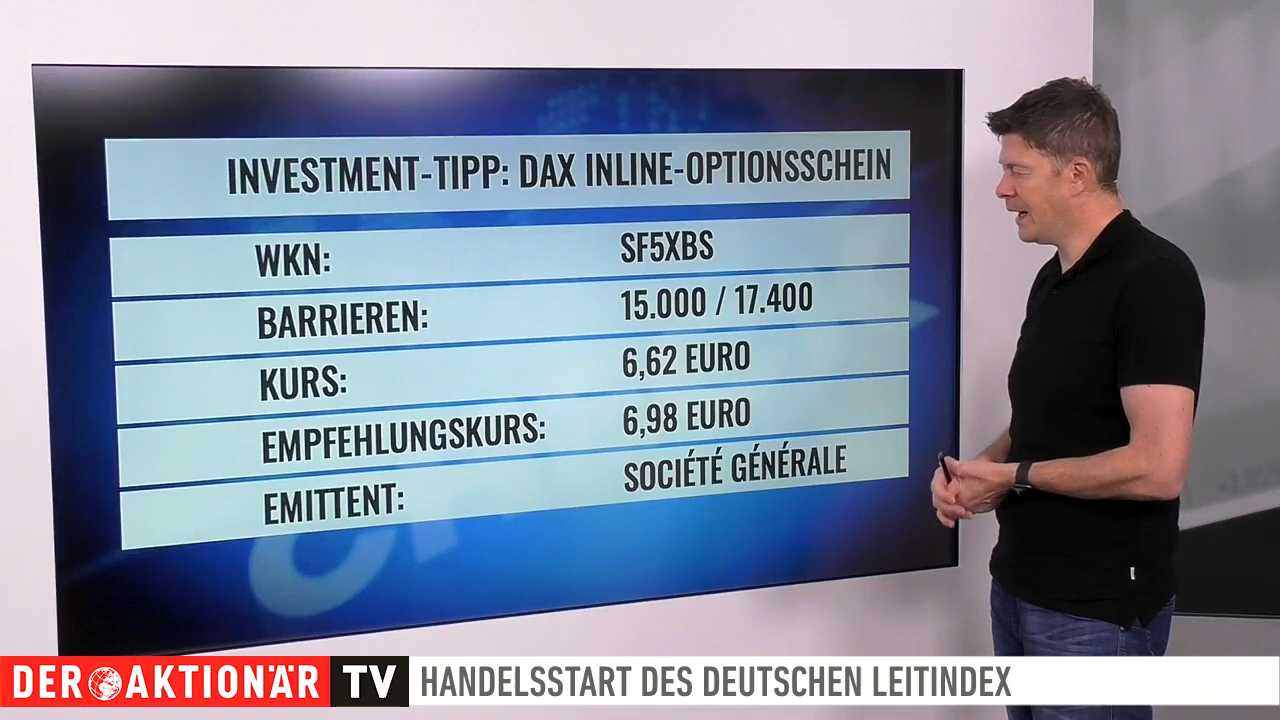 INVESTMENT-TIPP: DAX INLINE-OPTIONSSCHEIN
WKN: SF5XBS
BARRIEREN: 15.000 / 17.400
KURS: 6,62 EURO
EMPFEHLUNGSKURS: 6,98 EURO
EMITTENT: SOCIÉTÉ GÉNÉRALE
DER AKTIONÄR TV HANDELSSTART DES DEUTSCHEN LEITINDEX